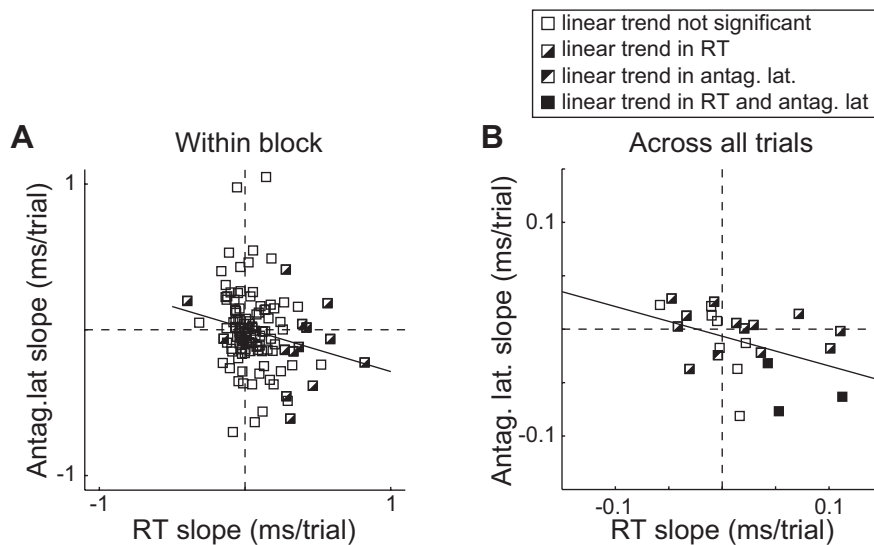 linear trend not significant
linear trend in RT
linear trend in antag. lat.
linear trend in RT and antag. lat
A
Within block
B
Across all trials
Antag.lat slope (ms/trial)
1
-1
-1
1
RT slope (ms/trial)
Antag. lat. slope (ms/trial)
0.1
-0.1
-0.1
0.1
RT slope (ms/trial)